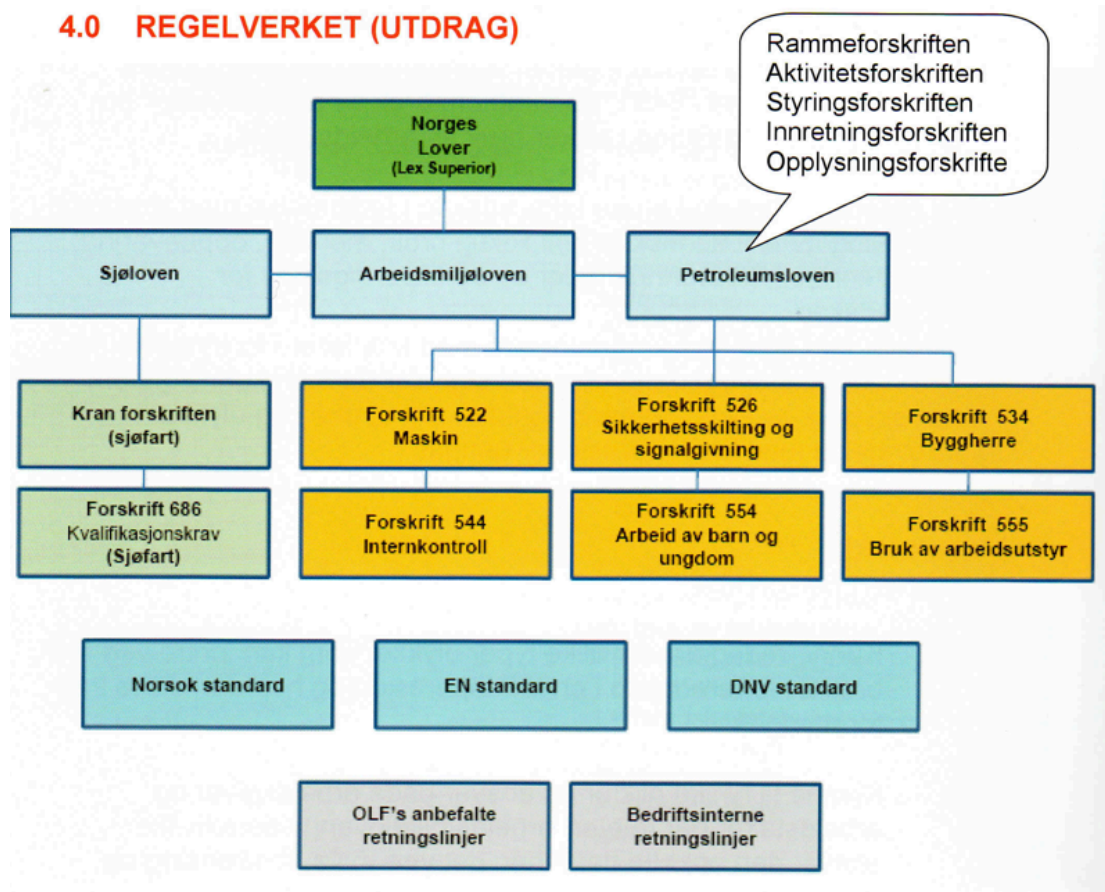 4.0 REGELVERKET (UTDRAG)
Rammeforskriften
Aktivitetsforskriften
Styringsforskriften
Innretningsforskriften
Opplysningsforskrifte
Norges
Lover
(Lex Superior)
Sjøloven
Arbeidsmiljøloven
Petroleumsloven
Kran forskriften
(sjøfart)
Forskrift 522
Maskin
Forskrift 526
Sikkerhetsskilting og
signalgivning
Forskrift 534
Byggherre
Forskrift 686
Kvalifikasjonskrav
(Sjøfart)
Forskrift 544
Internkontroll
Forskrift 554
Arbeid av barn og
ungdom
Forskrift 555
Bruk av arbeidsutstyr
Norsok standard
EN standard
DNV standard
OLF's anbefalte
retningslinjer
Bedriftsinterne
retningslinjer